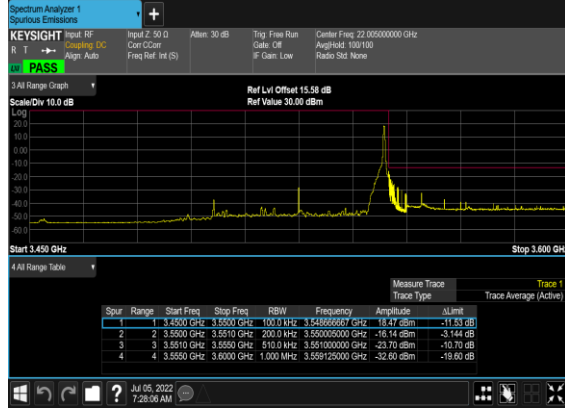 Spectrum Analyzer 1
Spurious Emissions
KEYSIGHT Input: RF Input Z: 50 Ω Atten: 30 dB Trig: Free Run Center Freq: 22.005000000 GHz
R T Coupling: DC Corr CCorr Gate: Off Avg|Hold: 100/100
Align: Auto Freq Ref: Int (S) IF Gain: Low Radio Std: None
PASS
3 All Range Graph
Ref Lvl Offset 15.58 dB
Scale/Div 10.0 dB Ref Value 30.00 dBm
Log
20.0
10.0
0.00
-10.0
-20.0
-30.0
-40.0
-50.0
-60.0
Start 3.450 GHz Stop 3.600 GH
4 All Range Table
Measure Trace Trace 1
Trace Type Trace Average (Active)
Spur Range Start Freq Stop Freq RBW Frequency Amplitude ΔLimit
1 1 3.4500 GHz 3.5500 GHz 100.0 kHz 3.548666667 GHz 18.47 dBm -11.53 dB
2 2 3.5500 GHz 3.5510 GHz 200.0 kHz 3.550005000 GHz -16.14 dBm -3.144 dB
3 3 3.5510 GHz 3.5550 GHz 510.0 kHz 3.551000000 GHz -23.70 dBm -10.70 dB
4 4 3.5550 GHz 3.6000 GHz 1.000 MHz 3.559125000 GHz -32.60 dBm -19.60 dB
? Jul 05, 2022
7:28:06 AM